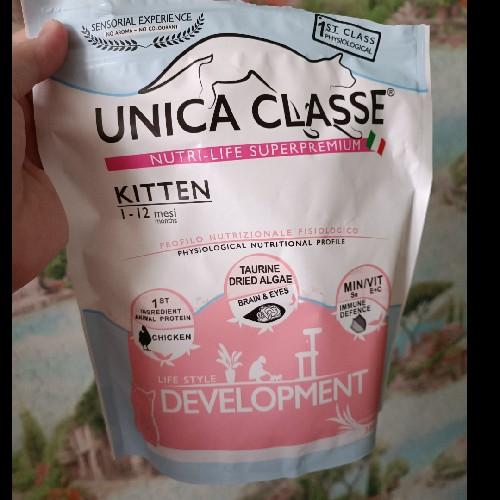 SENSORIAL EXPERIENCE
NO AROMA - NO COLOURANT
1ST. CLASS
PHYSIOLOGICAL
UNICA CLASSE®
NUTRI-LIFE SUPERPREMIUM
KITTEN
1-12 mesi
months
PROFILO NUTRIZIONALE FISIOLOGICO
PHYSIOLOGICAL NUTRITIONAL PROFILE
1ST
INGREDIENT
ANIMAL PROTEIN
CHICKEN
TAURINE
DRIED ALGAE
BRAIN & EYES
MIN/VIT
Se E+C
IMMUNE
DEFENCE
LIFE STYLE
DEVELOPMENT